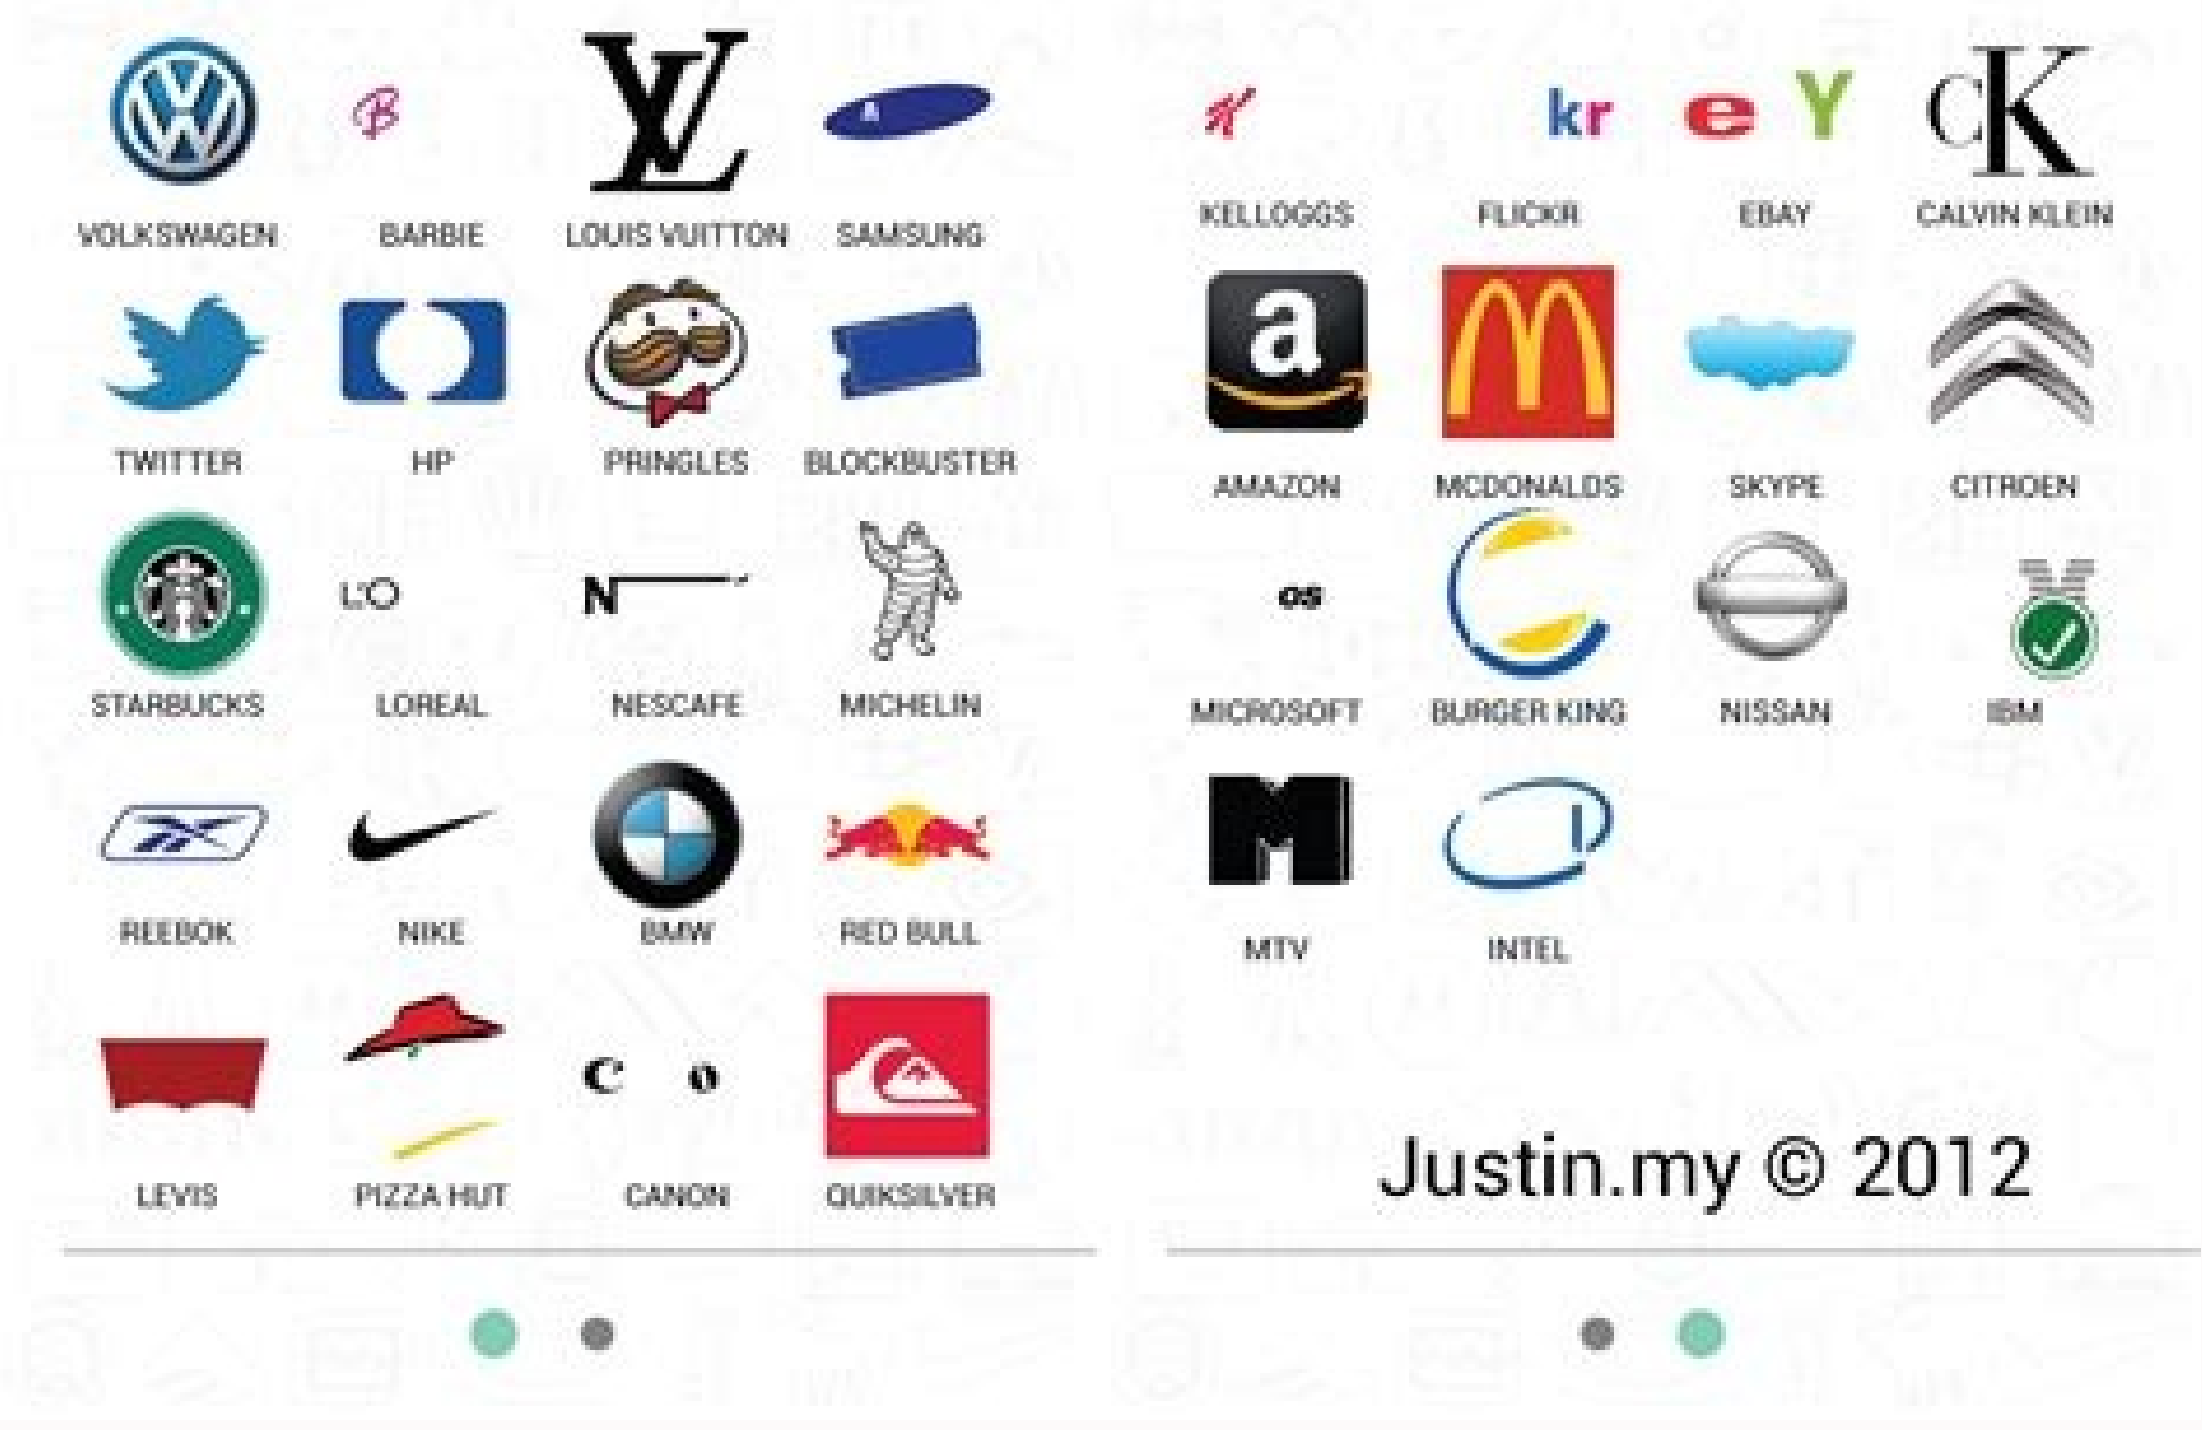 B
A
VOLKSWAGEN BARBIE LOUIS VUITTON SAMSUNG
TWITTER HP PRINGLES BLOCKBUSTER
L'O N
STARBUCKS LOREAL NESCAFE MICHELIN
REEBOK NIKE BMW RED BULL
C o
LEVIS PIZZA HUT CANON QUIKSILVER
K kr e Y CK
KELLOGGS FLICKR EBAY CALVIN KLEIN
a M
AMAZON MCDONALDS SKYPE CITROEN
os
MICROSOFT BURGER KING NISSAN IBM
M
MTV INTEL
Justin.my © 2012